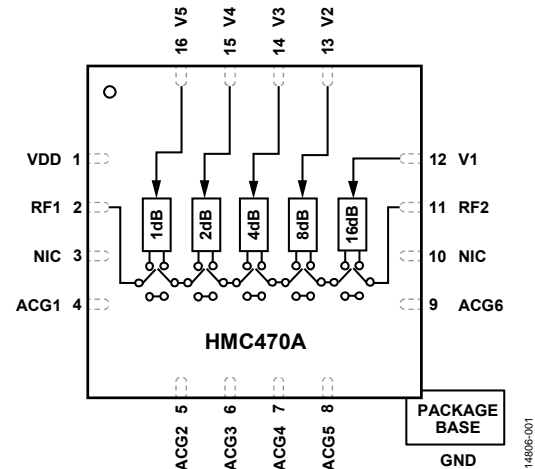 16 V5
15 V4
14 V3
13 V2
VDD 1
RF1 2
NIC 3
ACG1 4
12 V1
11 RF2
10 NIC
9 ACG6
1dB
2dB
4dB
8dB
16dB
HMC470A
ACG2 5
ACG3 6
ACG4 7
ACG5 8
PACKAGE
BASE
GND
14806-001